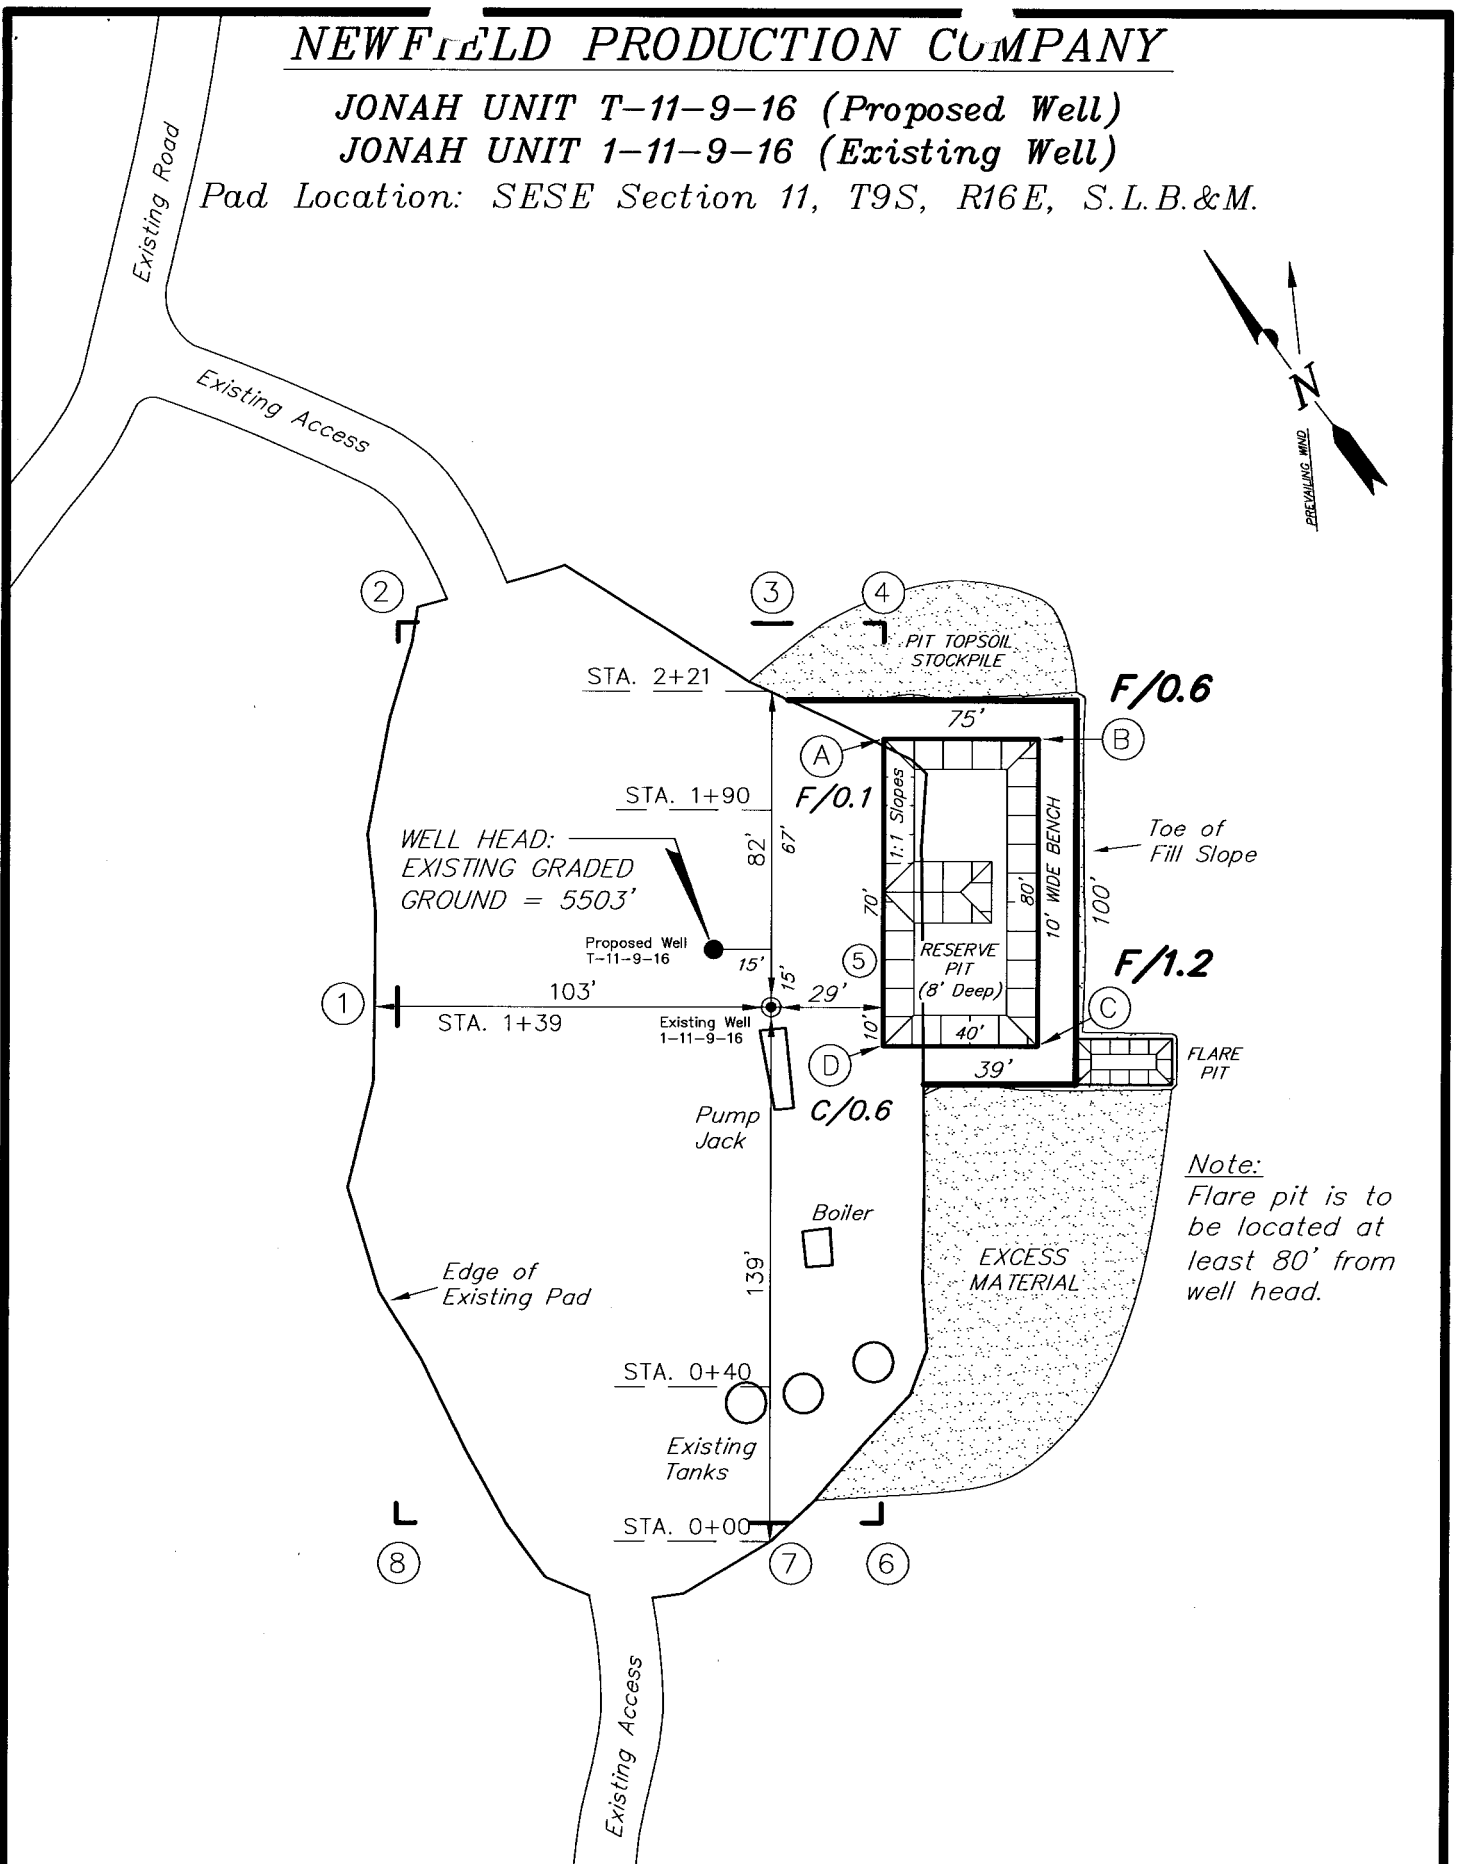 NEWFIELD PRODUCTION COMPANY
JONAH UNIT T-11-9-16 (Proposed Well)
JONAH UNIT 1-11-9-16 (Existing Well)
Pad Location: SESE Section 11, T9S, R16E, S.L.B.&M.
Existing Road
Existing Access
N
PREVAILING WIND
2
3
4
PIT TOPSOIL
STOCKPILE
STA. 2+21
F/0.6
75'
A
B
STA. 1+90
F/0.1
1:1 Slopes
82'
67'
10' WIDE BENCH
80'
100'
70'
Toe of
Fill Slope
WELL HEAD:
EXISTING GRADED
GROUND = 5503'
Proposed Well
T-11-9-16
15'
15'
5
RESERVE
PIT
(8' Deep)
F/1.2
1
103'
STA. 1+39
29'
Existing Well
1-11-9-16
10'
40'
C
D
39'
FLARE
PIT
C/0.6
Pump
Jack
Note:
Flare pit is to
be located at
least 80' from
well head.
Boiler
139'
EXCESS
MATERIAL
Edge of
Existing Pad
STA. 0+40
Existing
Tanks
STA. 0+00
8
7
6
Existing Access